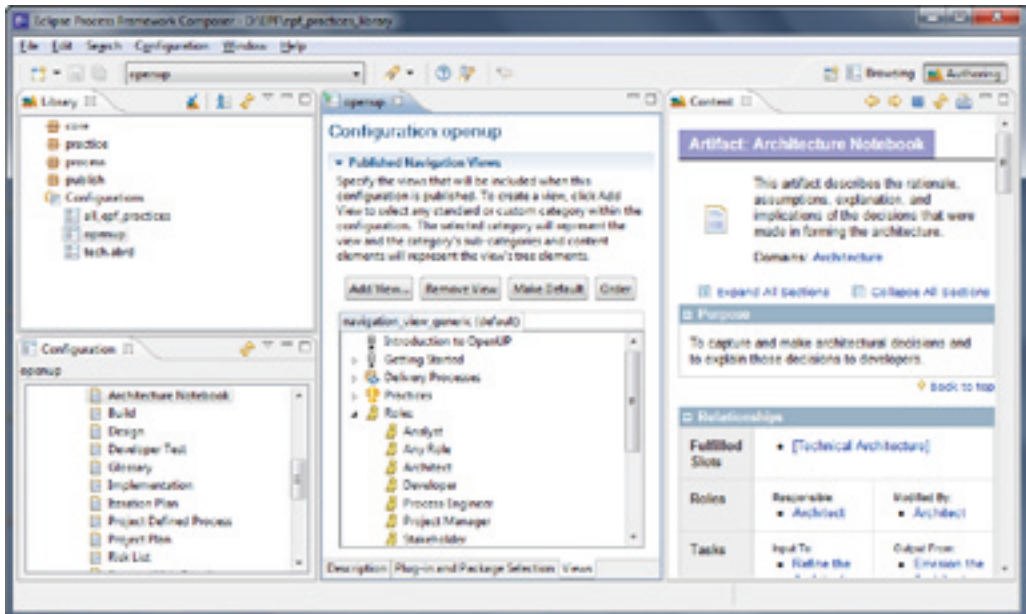 Eclipse Process Framework Composer - D:\EPF\epf_practices_library
File Edit Search Configuration Window Help
openup
Browsing Authoring
Library
core
practice
process
publish
Configurations
all_epf_practices
openup
tech.abrd
Configuration
openup
Architecture Notebook
Build
Design
Developer Test
Glossary
Implementation
Iteration Plan
Project Defined Process
Project Plan
Risk List
openup
Configuration openup
Published Navigation Views
Specify the views that will be included when this
configuration is published. To create a view, click Add
View to select any standard or custom category within the
configuration. The selected category will represent the
view and the category's sub-categories and content
elements will represent the view's tree elements.
Add View... Remove View Make Default Order
navigation_view_generic (default)
Introduction to OpenUP
Getting Started
Delivery Processes
Practices
Roles
Analyst
Any Role
Architect
Developer
Process Engineer
Project Manager
Stakeholder
Description Plug-in and Package Selection Views
Content
Artifact: Architecture Notebook
This artifact describes the rationale,
assumptions, explanation, and
implications of the decisions that were
made in forming the architecture.
Domains: Architecture
Expand All Sections Collapse All Sections
Purpose
To capture and make architectural decisions and
to explain those decisions to developers.
Back to top
Relationships
Fulfilled Slots
[Technical Architecture]
Roles
Responsible:
Architect
Modified By:
Architect
Tasks
Input To:
Refine the
Output From:
Envision the